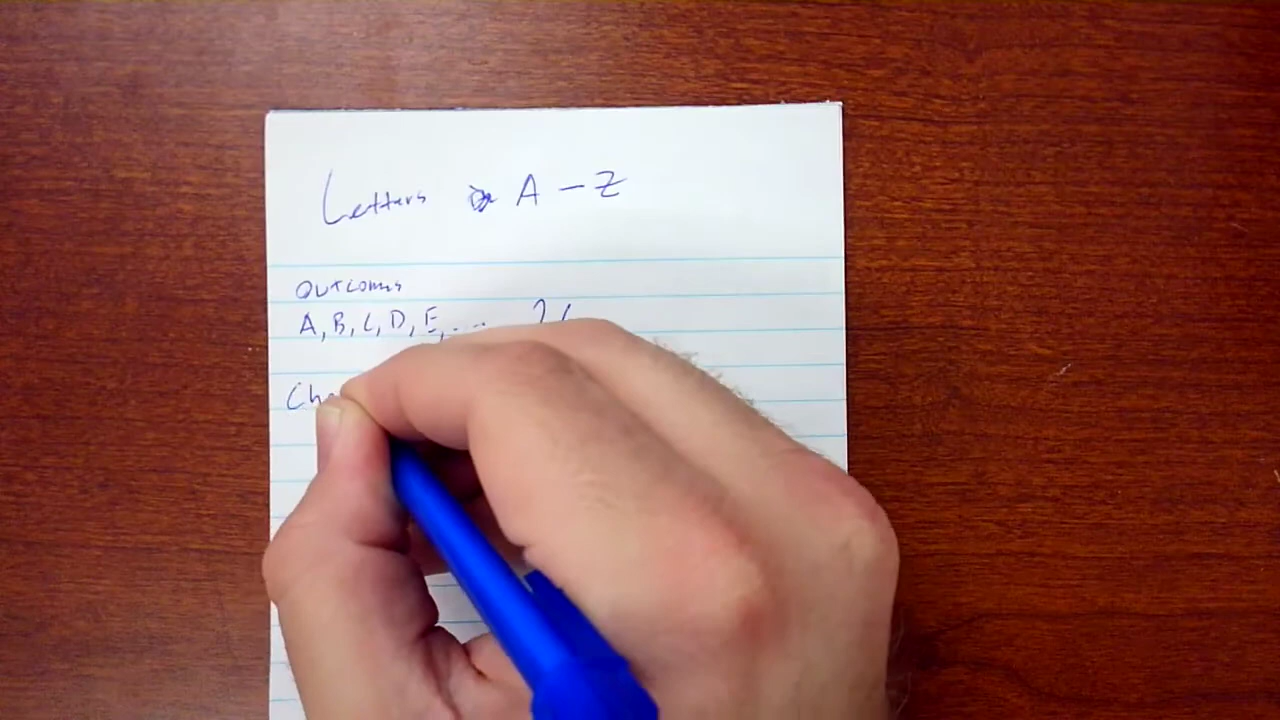 Letters A - Z
Outcomes
A, B, C, D, E, ...